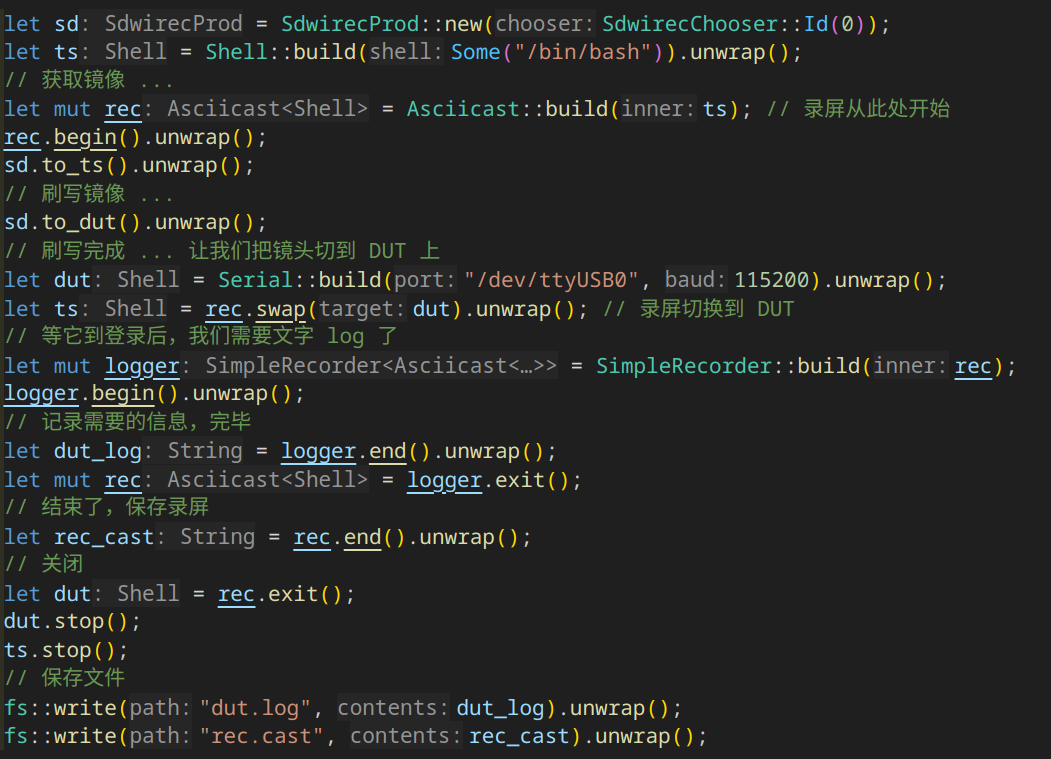 let sd: SdwirecProd = SdwirecProd::new(chooser: SdwirecChooser::Id(0));
let ts: Shell = Shell::build(shell: Some("/bin/bash")).unwrap();
// 获取镜像 ...
let mut rec: Asciicast<Shell> = Asciicast::build(inner: ts); // 录屏从此处开始
rec.begin().unwrap();
sd.to_ts().unwrap();
// 刷写镜像 ...
sd.to_dut().unwrap();
// 刷写完成 ... 让我们把镜头切到 DUT 上
let dut: Shell = Serial::build(port: "/dev/ttyUSB0", baud: 115200).unwrap();
let ts: Shell = rec.swap(target: dut).unwrap(); // 录屏切换到 DUT
// 等它到登录后，我们需要文字 log 了
let mut logger: SimpleRecorder<Asciicast<…>> = SimpleRecorder::build(inner: rec);
logger.begin().unwrap();
// 记录需要的信息，完毕
let dut_log: String = logger.end().unwrap();
let mut rec: Asciicast<Shell> = logger.exit();
// 结束了，保存录屏
let rec_cast: String = rec.end().unwrap();
// 关闭
let dut: Shell = rec.exit();
dut.stop();
ts.stop();
// 保存文件
fs::write(path: "dut.log", contents: dut_log).unwrap();
fs::write(path: "rec.cast", contents: rec_cast).unwrap();